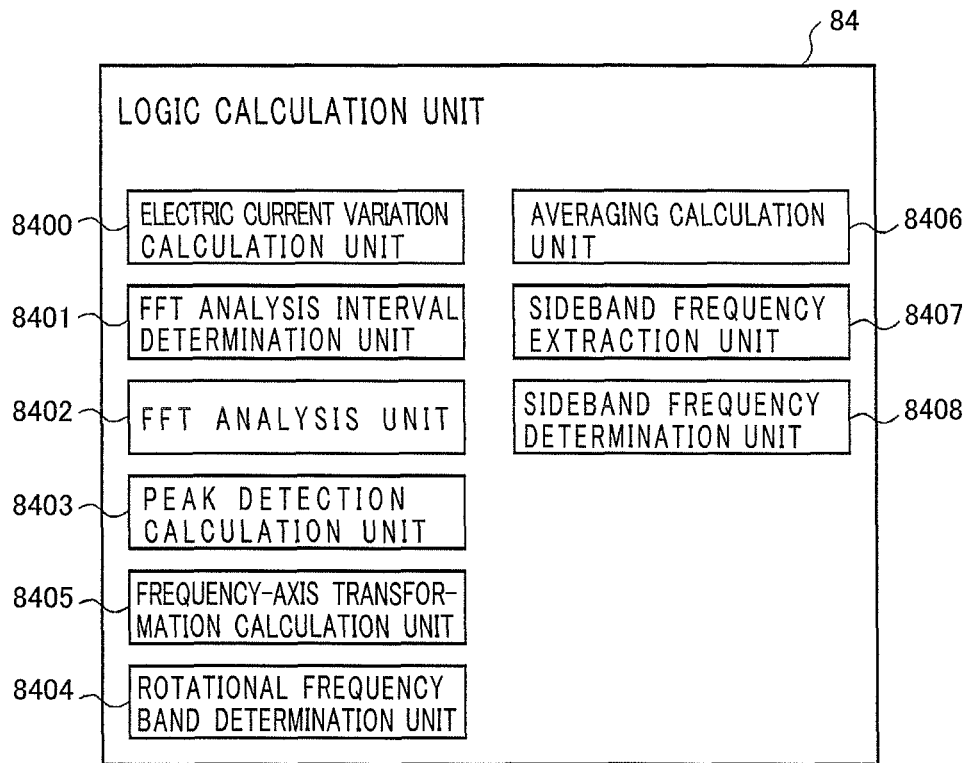 84
LOGIC CALCULATION UNIT
8400
ELECTRIC CURRENT VARIATION
CALCULATION UNIT
8401
FFT ANALYSIS INTERVAL
DETERMINATION UNIT
8402
FFT ANALYSIS UNIT
8403
PEAK DETECTION
CALCULATION UNIT
8405
FREQUENCY-AXIS TRANSFOR-
MATION CALCULATION UNIT
8404
ROTATIONAL FREQUENCY
BAND DETERMINATION UNIT
AVERAGING CALCULATION
UNIT
8406
SIDEBAND FREQUENCY
EXTRACTION UNIT
8407
SIDEBAND FREQUENCY
DETERMINATION UNIT
8408